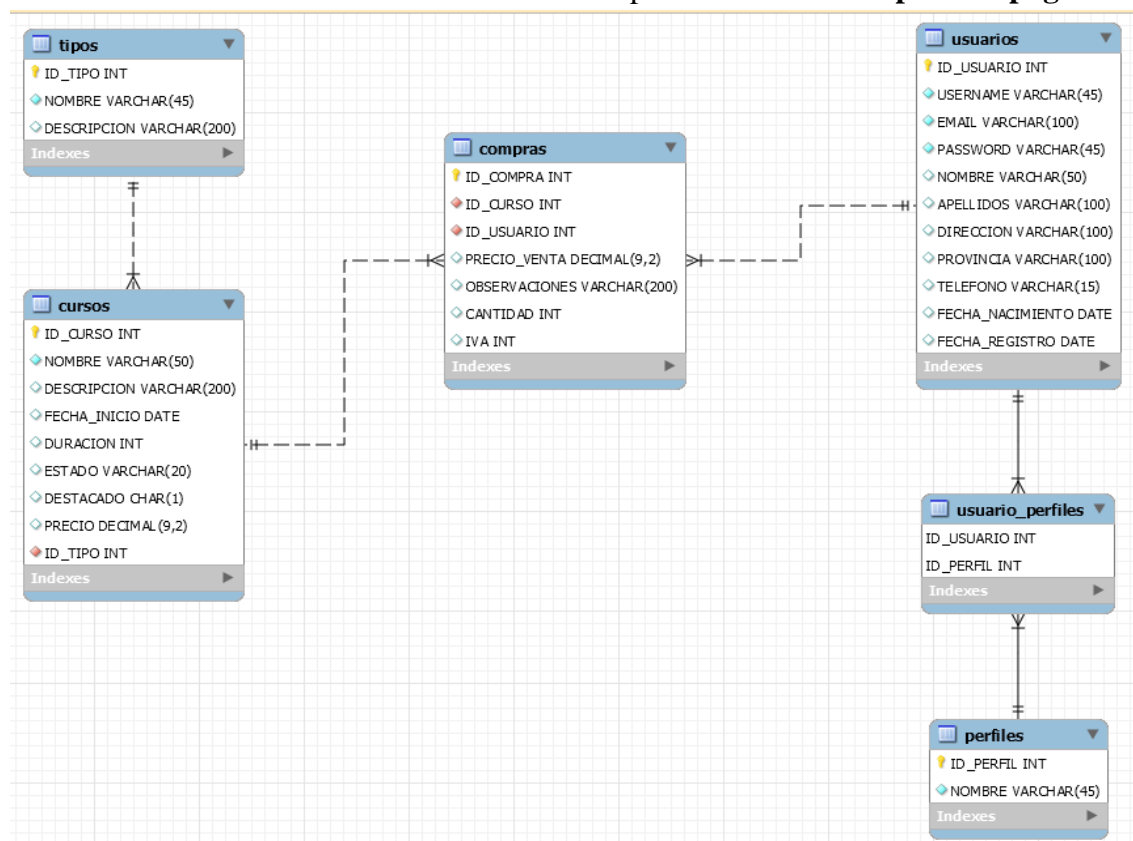 tipos
ID_TIPO INT
NOMBRE VARCHAR(45)
DESCRIPCION VARCHAR(200)
Indexes
cursos
ID_CURSO INT
NOMBRE VARCHAR(50)
DESCRIPCION VARCHAR(200)
FECHA_INICIO DATE
DURACION INT
ESTADO VARCHAR(20)
DESTACADO CHAR(1)
PRECIO DECIMAL(9,2)
ID_TIPO INT
Indexes
compras
ID_COMPRA INT
ID_CURSO INT
ID_USUARIO INT
PRECIO_VENTA DECIMAL(9,2)
OBSERVACIONES VARCHAR(200)
CANTIDAD INT
IVA INT
Indexes
usuarios
ID_USUARIO INT
USERNAME VARCHAR(45)
EMAIL VARCHAR(100)
PASSWORD VARCHAR(45)
NOMBRE VARCHAR(50)
APELLIDOS VARCHAR(100)
DIRECCION VARCHAR(100)
PROVINCIA VARCHAR(100)
TELEFONO VARCHAR(15)
FECHA_NACIMIENTO DATE
FECHA_REGISTRO DATE
Indexes
usuario_perfiles
ID_USUARIO INT
ID_PERFIL INT
Indexes
perfiles
ID_PERFIL INT
NOMBRE VARCHAR(45)
Indexes